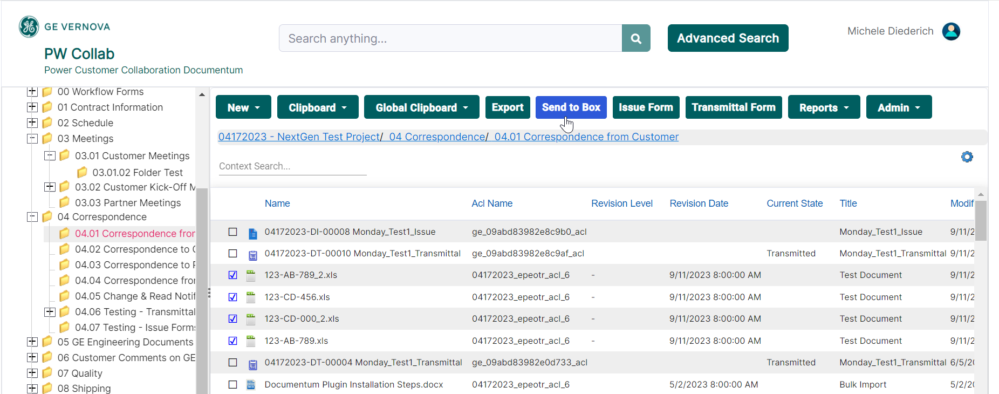 GE VERNOVA
PW Collab
Power Customer Collaboration Documentum
Search anything...
Advanced Search
Michele Diederich
00 Workflow Forms
01 Contract Information
02 Schedule
03 Meetings
03.01 Customer Meetings
03.01.02 Folder Test
03.02 Customer Kick-Off M
03.03 Partner Meetings
04 Correspondence
04.01 Correspondence from
04.02 Correspondence to C
04.03 Correspondence to P
04.04 Correspondence from
04.05 Change & Read Notif
04.06 Testing - Transmittal
04.07 Testing - Issue Forms
05 GE Engineering Documents
06 Customer Comments on GE
07 Quality
08 Shipping
New Clipboard Global Clipboard Export Send to Box Issue Form Transmittal Form Reports Admin
04172023 - NextGen Test Project/ 04 Correspondence/ 04.01 Correspondence from Customer
Context Search...
Name Acl Name Revision Level Revision Date Current State Title Modif
04172023-DI-00008 Monday_Test1_Issue ge_09abd83982e8c9b0_acl Monday_Test1_Issue 9/11/2
04172023-DT-00010 Monday_Test1_Transmittal ge_09abd83982e8c9af_acl Transmitted Monday_Test1_Transmittal 9/11/2
123-AB-789_2.xls 04172023_epeotr_acl_6 - 9/11/2023 8:00:00 AM Test Document 9/11/2
123-CD-456.xls 04172023_epeotr_acl_6 - 9/11/2023 8:00:00 AM Test Document 9/11/2
123-CD-000_2.xls 04172023_epeotr_acl_6 - 9/11/2023 8:00:00 AM Test Document 9/11/2
123-AB-789.xls 04172023_epeotr_acl_6 - 9/11/2023 8:00:00 AM Test Document 9/11/2
04172023-DT-00004 Monday_Test1_Transmittal ge_09abd83982e0d733_acl Transmitted Monday_Test1_Transmittal 6/5/20
Documentum Plugin Installation Steps.docx 04172023_epeotr_acl_6 5/2/2023 8:00:00 AM Bulk Import 5/2/20